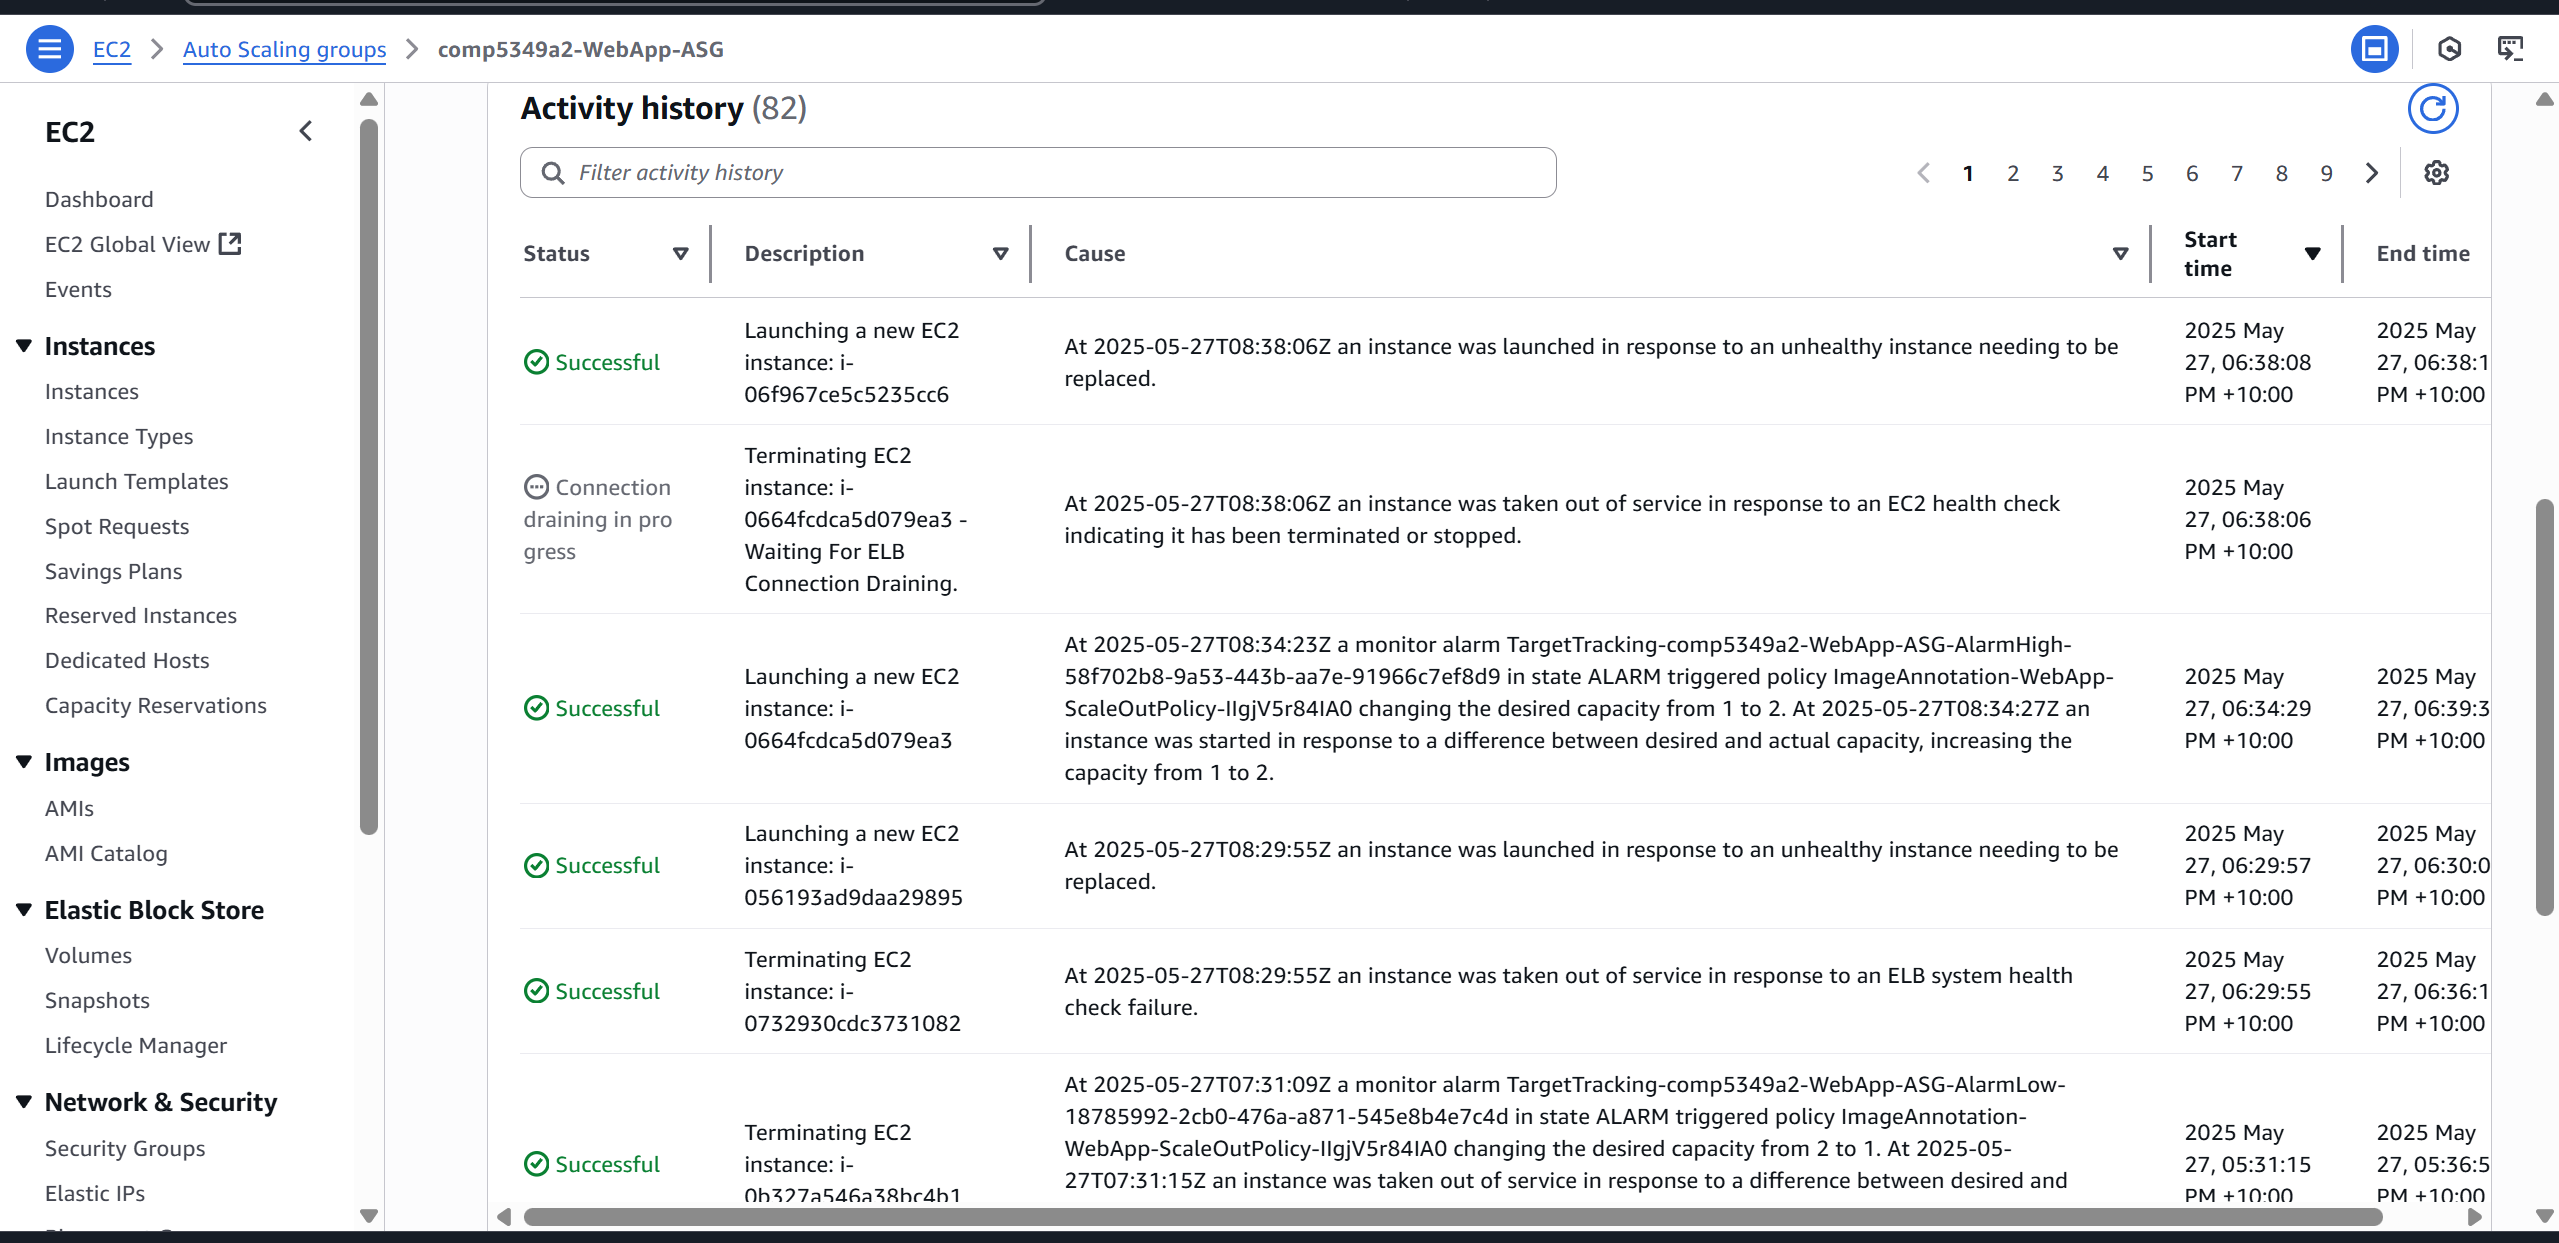 EC2
Auto Scaling groups
comp5349a2-WebApp-ASG
EC2
Dashboard
EC2 Global View
Events
Instances
Instances
Instance Types
Launch Templates
Spot Requests
Savings Plans
Reserved Instances
Dedicated Hosts
Capacity Reservations
Images
AMIs
AMI Catalog
Elastic Block Store
Volumes
Snapshots
Lifecycle Manager
Network & Security
Security Groups
Elastic IPs
Activity history (82)
Filter activity history
1 2 3 4 5 6 7 8 9
Status
Description
Cause
Start
time
End time
Successful
Launching a new EC2
instance: i-
06f967ce5c5235cc6
At 2025-05-27T08:38:06Z an instance was launched in response to an unhealthy instance needing to be
replaced.
2025 May
27, 06:38:08
PM +10:00
2025 May
27, 06:38:1
PM +10:00
Connection
draining in pro
gress
Terminating EC2
instance: i-
0664fcdca5d079ea3 -
Waiting For ELB
Connection Draining.
At 2025-05-27T08:38:06Z an instance was taken out of service in response to an EC2 health check
indicating it has been terminated or stopped.
2025 May
27, 06:38:06
PM +10:00
Successful
Launching a new EC2
instance: i-
0664fcdca5d079ea3
At 2025-05-27T08:34:23Z a monitor alarm TargetTracking-comp5349a2-WebApp-ASG-AlarmHigh-
58f702b8-9a53-443b-aa7e-91966c7ef8d9 in state ALARM triggered policy ImageAnnotation-WebApp-
ScaleOutPolicy-IIgjV5r84IA0 changing the desired capacity from 1 to 2. At 2025-05-27T08:34:27Z an
instance was started in response to a difference between desired and actual capacity, increasing the
capacity from 1 to 2.
2025 May
27, 06:34:29
PM +10:00
2025 May
27, 06:39:3
PM +10:00
Successful
Launching a new EC2
instance: i-
056193ad9daa29895
At 2025-05-27T08:29:55Z an instance was launched in response to an unhealthy instance needing to be
replaced.
2025 May
27, 06:29:57
PM +10:00
2025 May
27, 06:30:0
PM +10:00
Successful
Terminating EC2
instance: i-
0732930cdc3731082
At 2025-05-27T08:29:55Z an instance was taken out of service in response to an ELB system health
check failure.
2025 May
27, 06:29:55
PM +10:00
2025 May
27, 06:36:1
PM +10:00
Successful
Terminating EC2
instance: i-
0b327a546a38bc4b1
At 2025-05-27T07:31:09Z a monitor alarm TargetTracking-comp5349a2-WebApp-ASG-AlarmLow-
18785992-2cb0-476a-a871-545e8b4e7c4d in state ALARM triggered policy ImageAnnotation-
WebApp-ScaleOutPolicy-IIgjV5r84IA0 changing the desired capacity from 2 to 1. At 2025-05-
27T07:31:15Z an instance was taken out of service in response to a difference between desired and
2025 May
27, 05:31:15
PM +10:00
2025 May
27, 05:36:5
PM +10:00